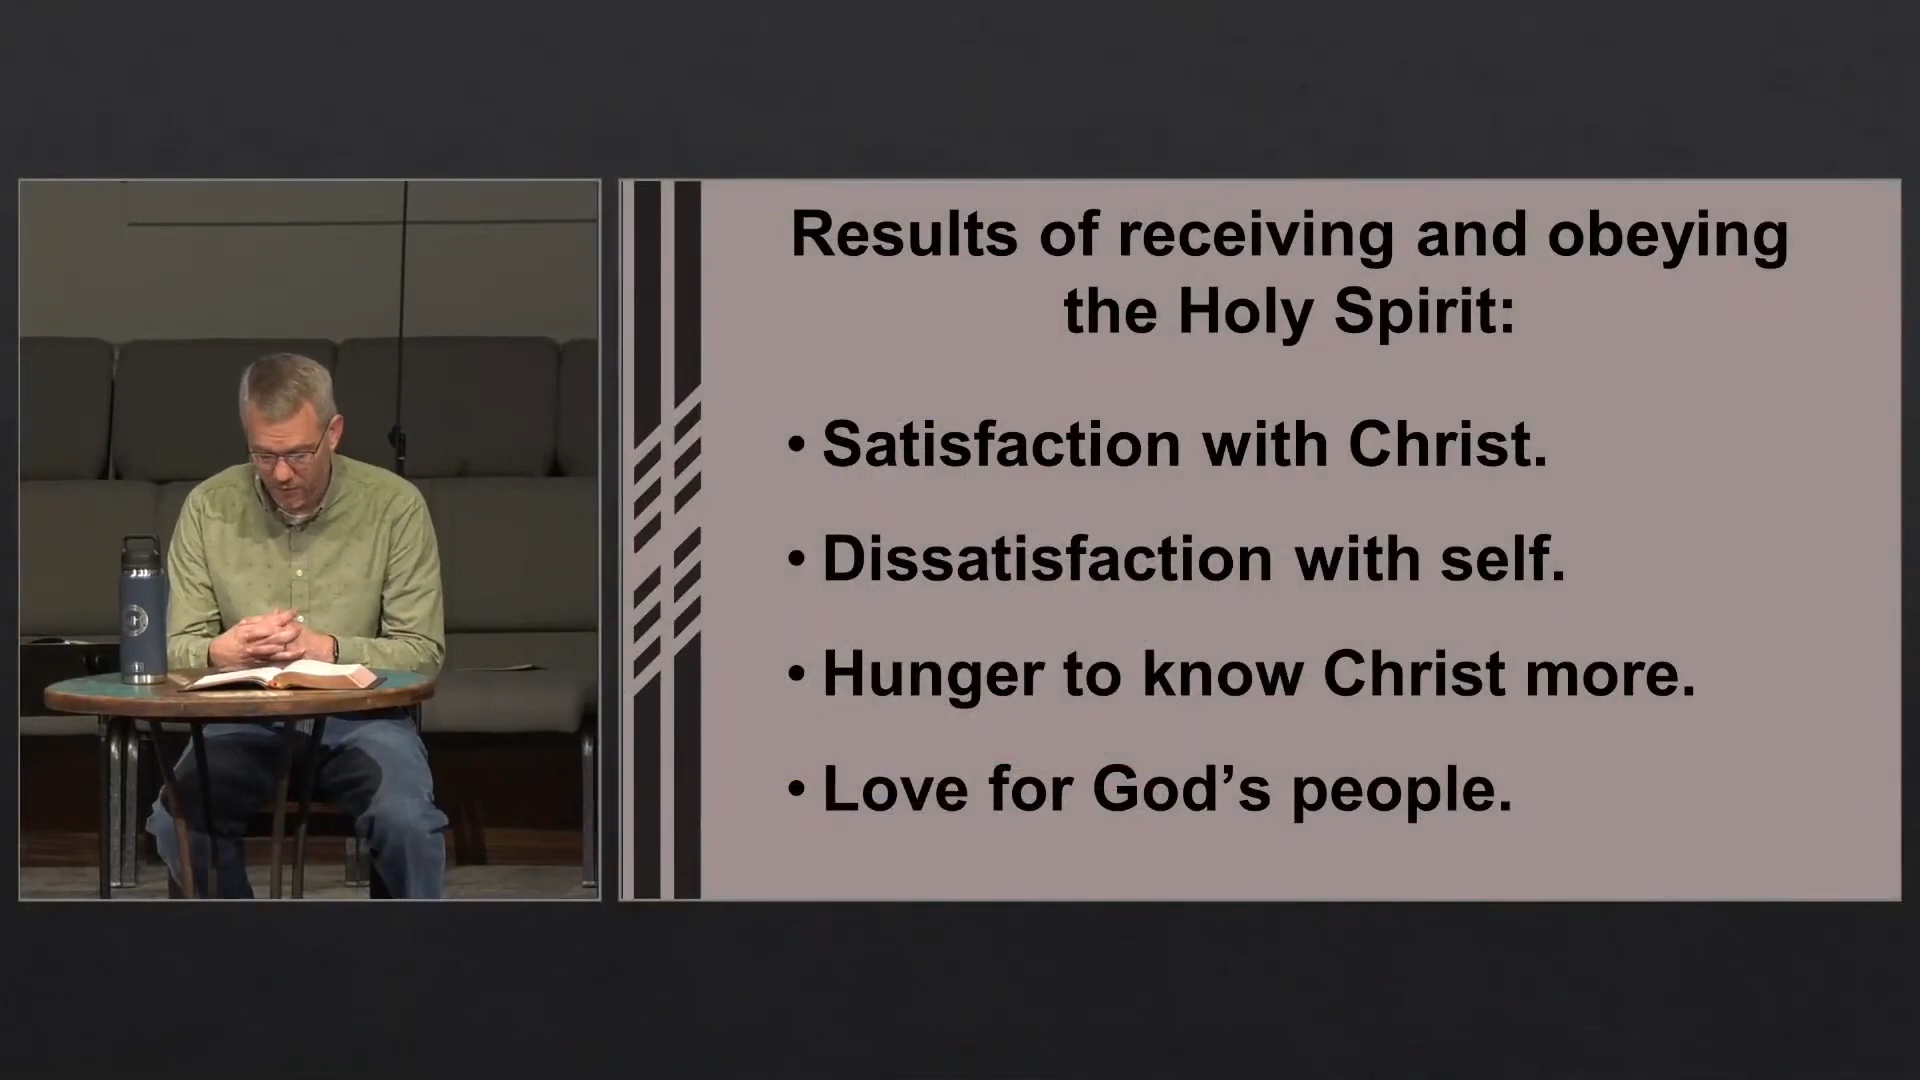 Results of receiving and obeying
the Holy Spirit:
• Satisfaction with Christ.
• Dissatisfaction with self.
• Hunger to know Christ more.
• Love for God’s people.